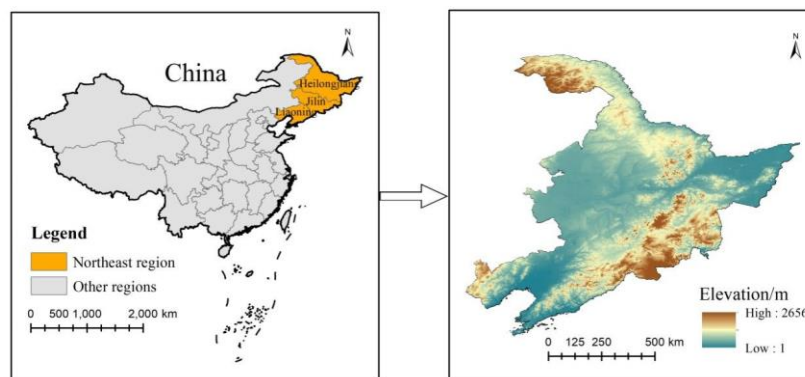 N
China
Heilongjiang
Jilin
Liaoning
Legend
Northeast region
Other regions
0 500 1,000 2,000 km
N
Elevation/m
High : 2656
Low : 1
0 125 250 500 km